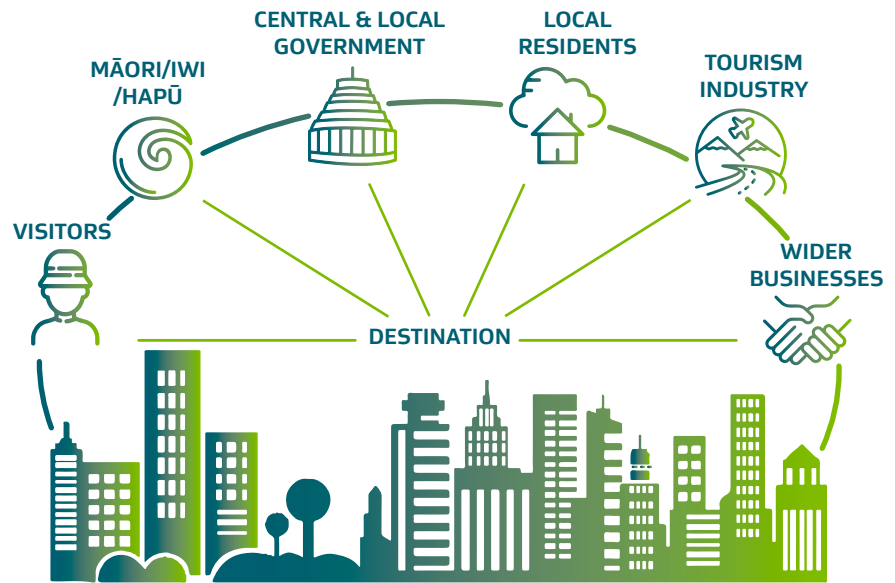 CENTRAL & LOCAL
GOVERNMENT
LOCAL
RESIDENTS
MĀORI/IWI
/HAPŪ
TOURISM
INDUSTRY
VISITORS
WIDER
BUSINESSES
DESTINATION